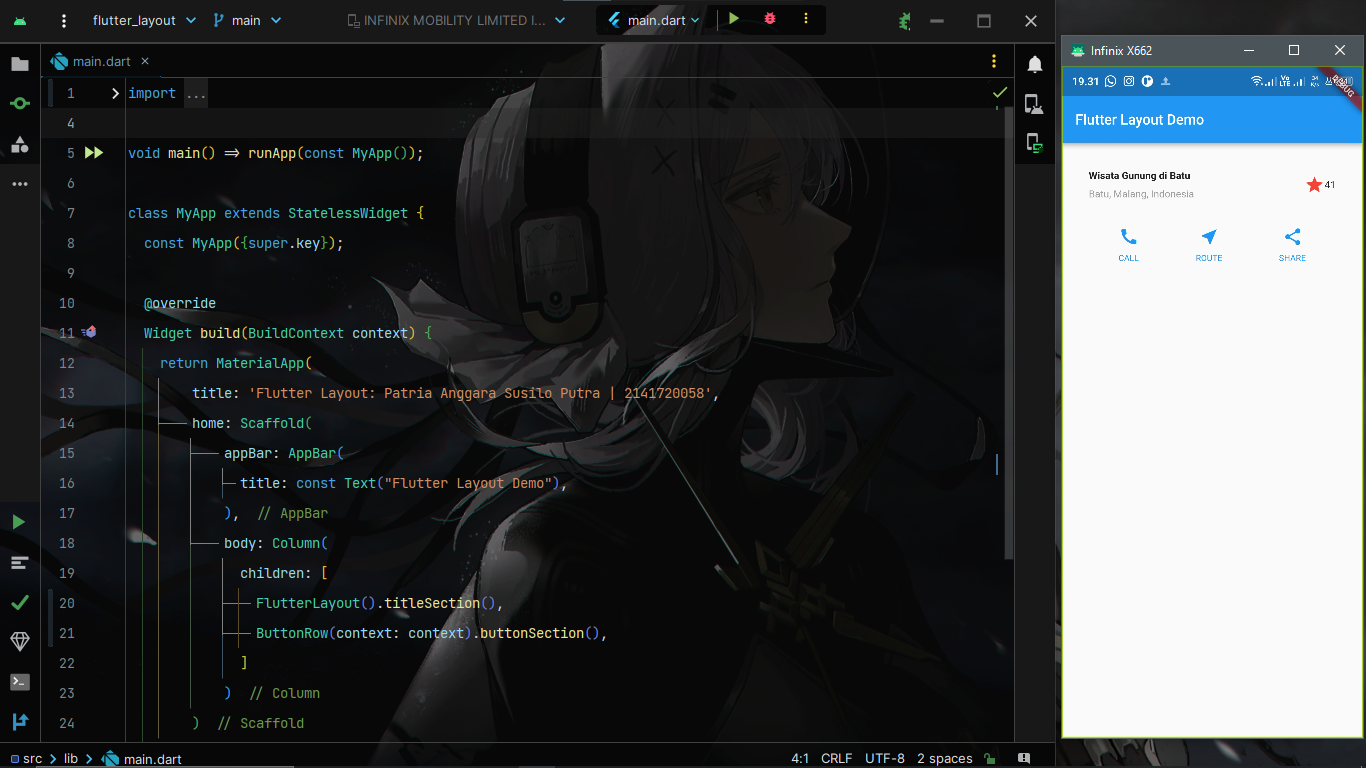 flutter_layout
main
INFINIX MOBILITY LIMITED I...
main.dart
main.dart
1 import ...
4
5 void main() => runApp(const MyApp());
6
7 class MyApp extends StatelessWidget {
8 const MyApp({super.key});
9
10 @override
11 Widget build(BuildContext context) {
12 return MaterialApp(
13 title: 'Flutter Layout: Patria Anggara Susilo Putra | 2141720058',
14 home: Scaffold(
15 appBar: AppBar(
16 title: const Text("Flutter Layout Demo"),
17 ), // AppBar
18 body: Column(
19 children: [
20 FlutterLayout().titleSection(),
21 ButtonRow(context: context).buttonSection(),
22 ]
23 ) // Column
24 ) // Scaffold
src lib main.dart
4:1 CRLF UTF-8 2 spaces
Infinix X662
19.31
DEBUG
Flutter Layout Demo
Wisata Gunung di Batu
Batu, Malang, Indonesia
41
CALL ROUTE SHARE